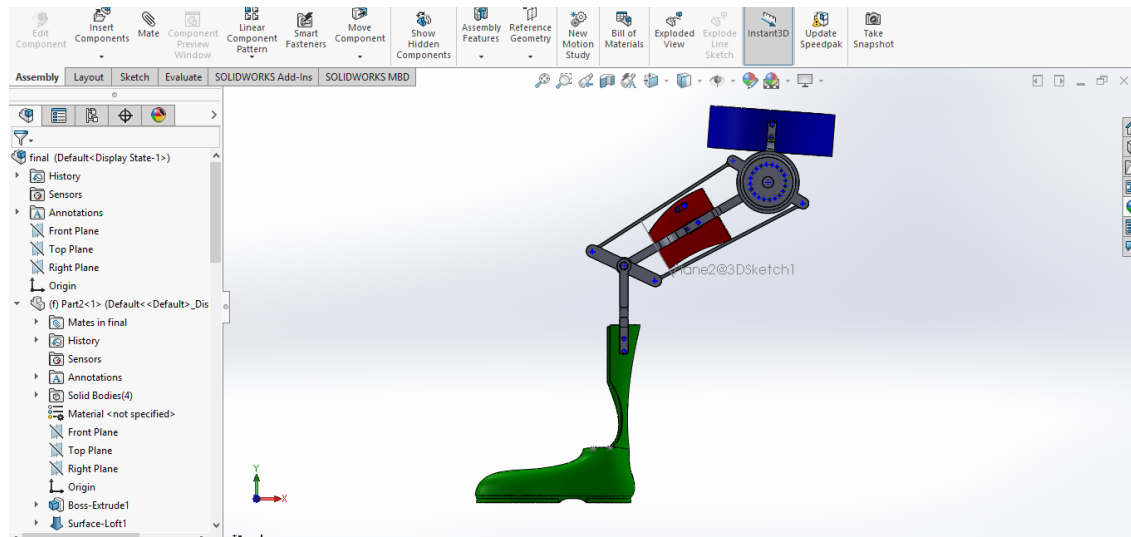 Edit Component
Insert Components
Mate
Component Preview Window
Linear Component Pattern
Smart Fasteners
Move Component
Show Hidden Components
Assembly Features
Reference Geometry
New Motion Study
Bill of Materials
Exploded View
Explode Line Sketch
Instant3D
Update Speedpak
Take Snapshot
Assembly Layout Sketch Evaluate SOLIDWORKS Add-Ins SOLIDWORKS MBD
final (Default<Display State-1>)
History
Sensors
Annotations
Front Plane
Top Plane
Right Plane
Origin
(f) Part2<1> (Default<<Default>_Dis
Mates in final
History
Sensors
Annotations
Solid Bodies(4)
Material <not specified>
Front Plane
Top Plane
Right Plane
Origin
Boss-Extrude1
Surface-Loft1
Plane2@3DSketch1
Y
X